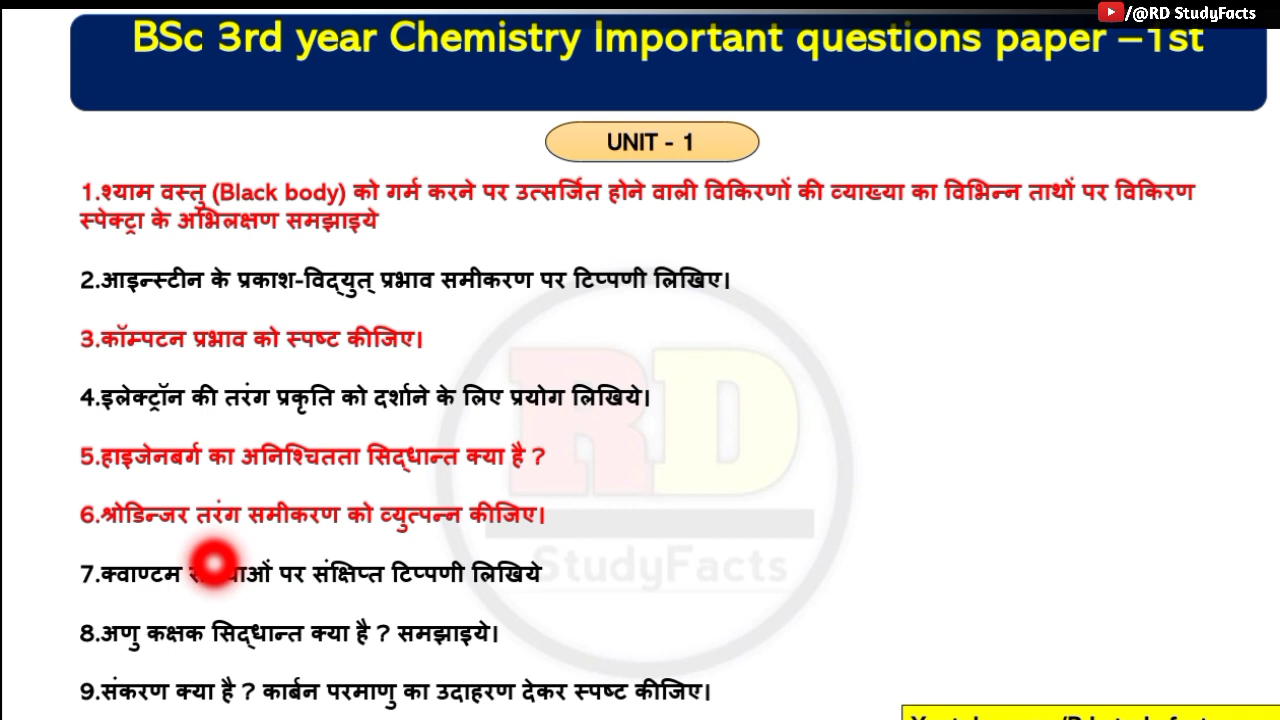 /@RD StudyFacts
BSc 3rd year Chemistry Important questions paper –1st
UNIT - 1
1.श्याम वस्तु (Black body) को गर्म करने पर उत्सर्जित होने वाली विकिरणों की व्याख्या का विभिन्न ताथों पर विकिरण
स्पेक्ट्रा के अभिलक्षण समझाइये
2.आइन्स्टीन के प्रकाश-विद्युत् प्रभाव समीकरण पर टिप्पणी लिखिए।
3.कॉम्पटन प्रभाव को स्पष्ट कीजिए।
4.इलेक्ट्रॉन की तरंग प्रकृति को दर्शाने के लिए प्रयोग लिखिये।
5.हाइजेनबर्ग का अनिश्चितता सिद्धान्त क्या है ?
6.श्रोडिन्जर तरंग समीकरण को व्युत्पन्न कीजिए।
7.क्वाण्टम पर संक्षिप्त टिप्पणी लिखिये
8.अणु कक्षक सिद्धान्त क्या है ? समझाइये।
9.संकरण क्या है ? कार्बन परमाणु का उदाहरण देकर स्पष्ट कीजिए।
RD
StudyFacts